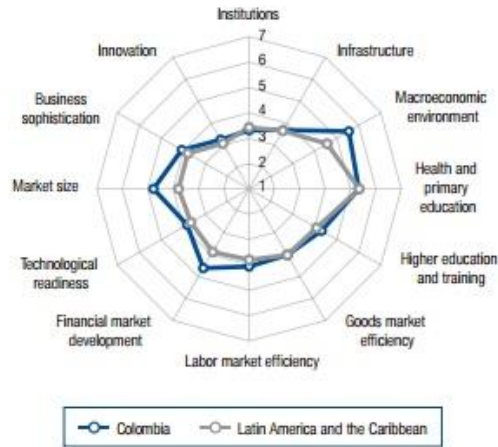 Institutions
7
6
5
4
3
2
1
Infrastructure
Macroeconomic
environment
Health and
primary
education
Higher education
and training
Goods market
efficiency
Labor market efficiency
Financial market
development
Technological
readiness
Market size
Business
sophistication
Innovation
Colombia
Latin America and the Caribbean